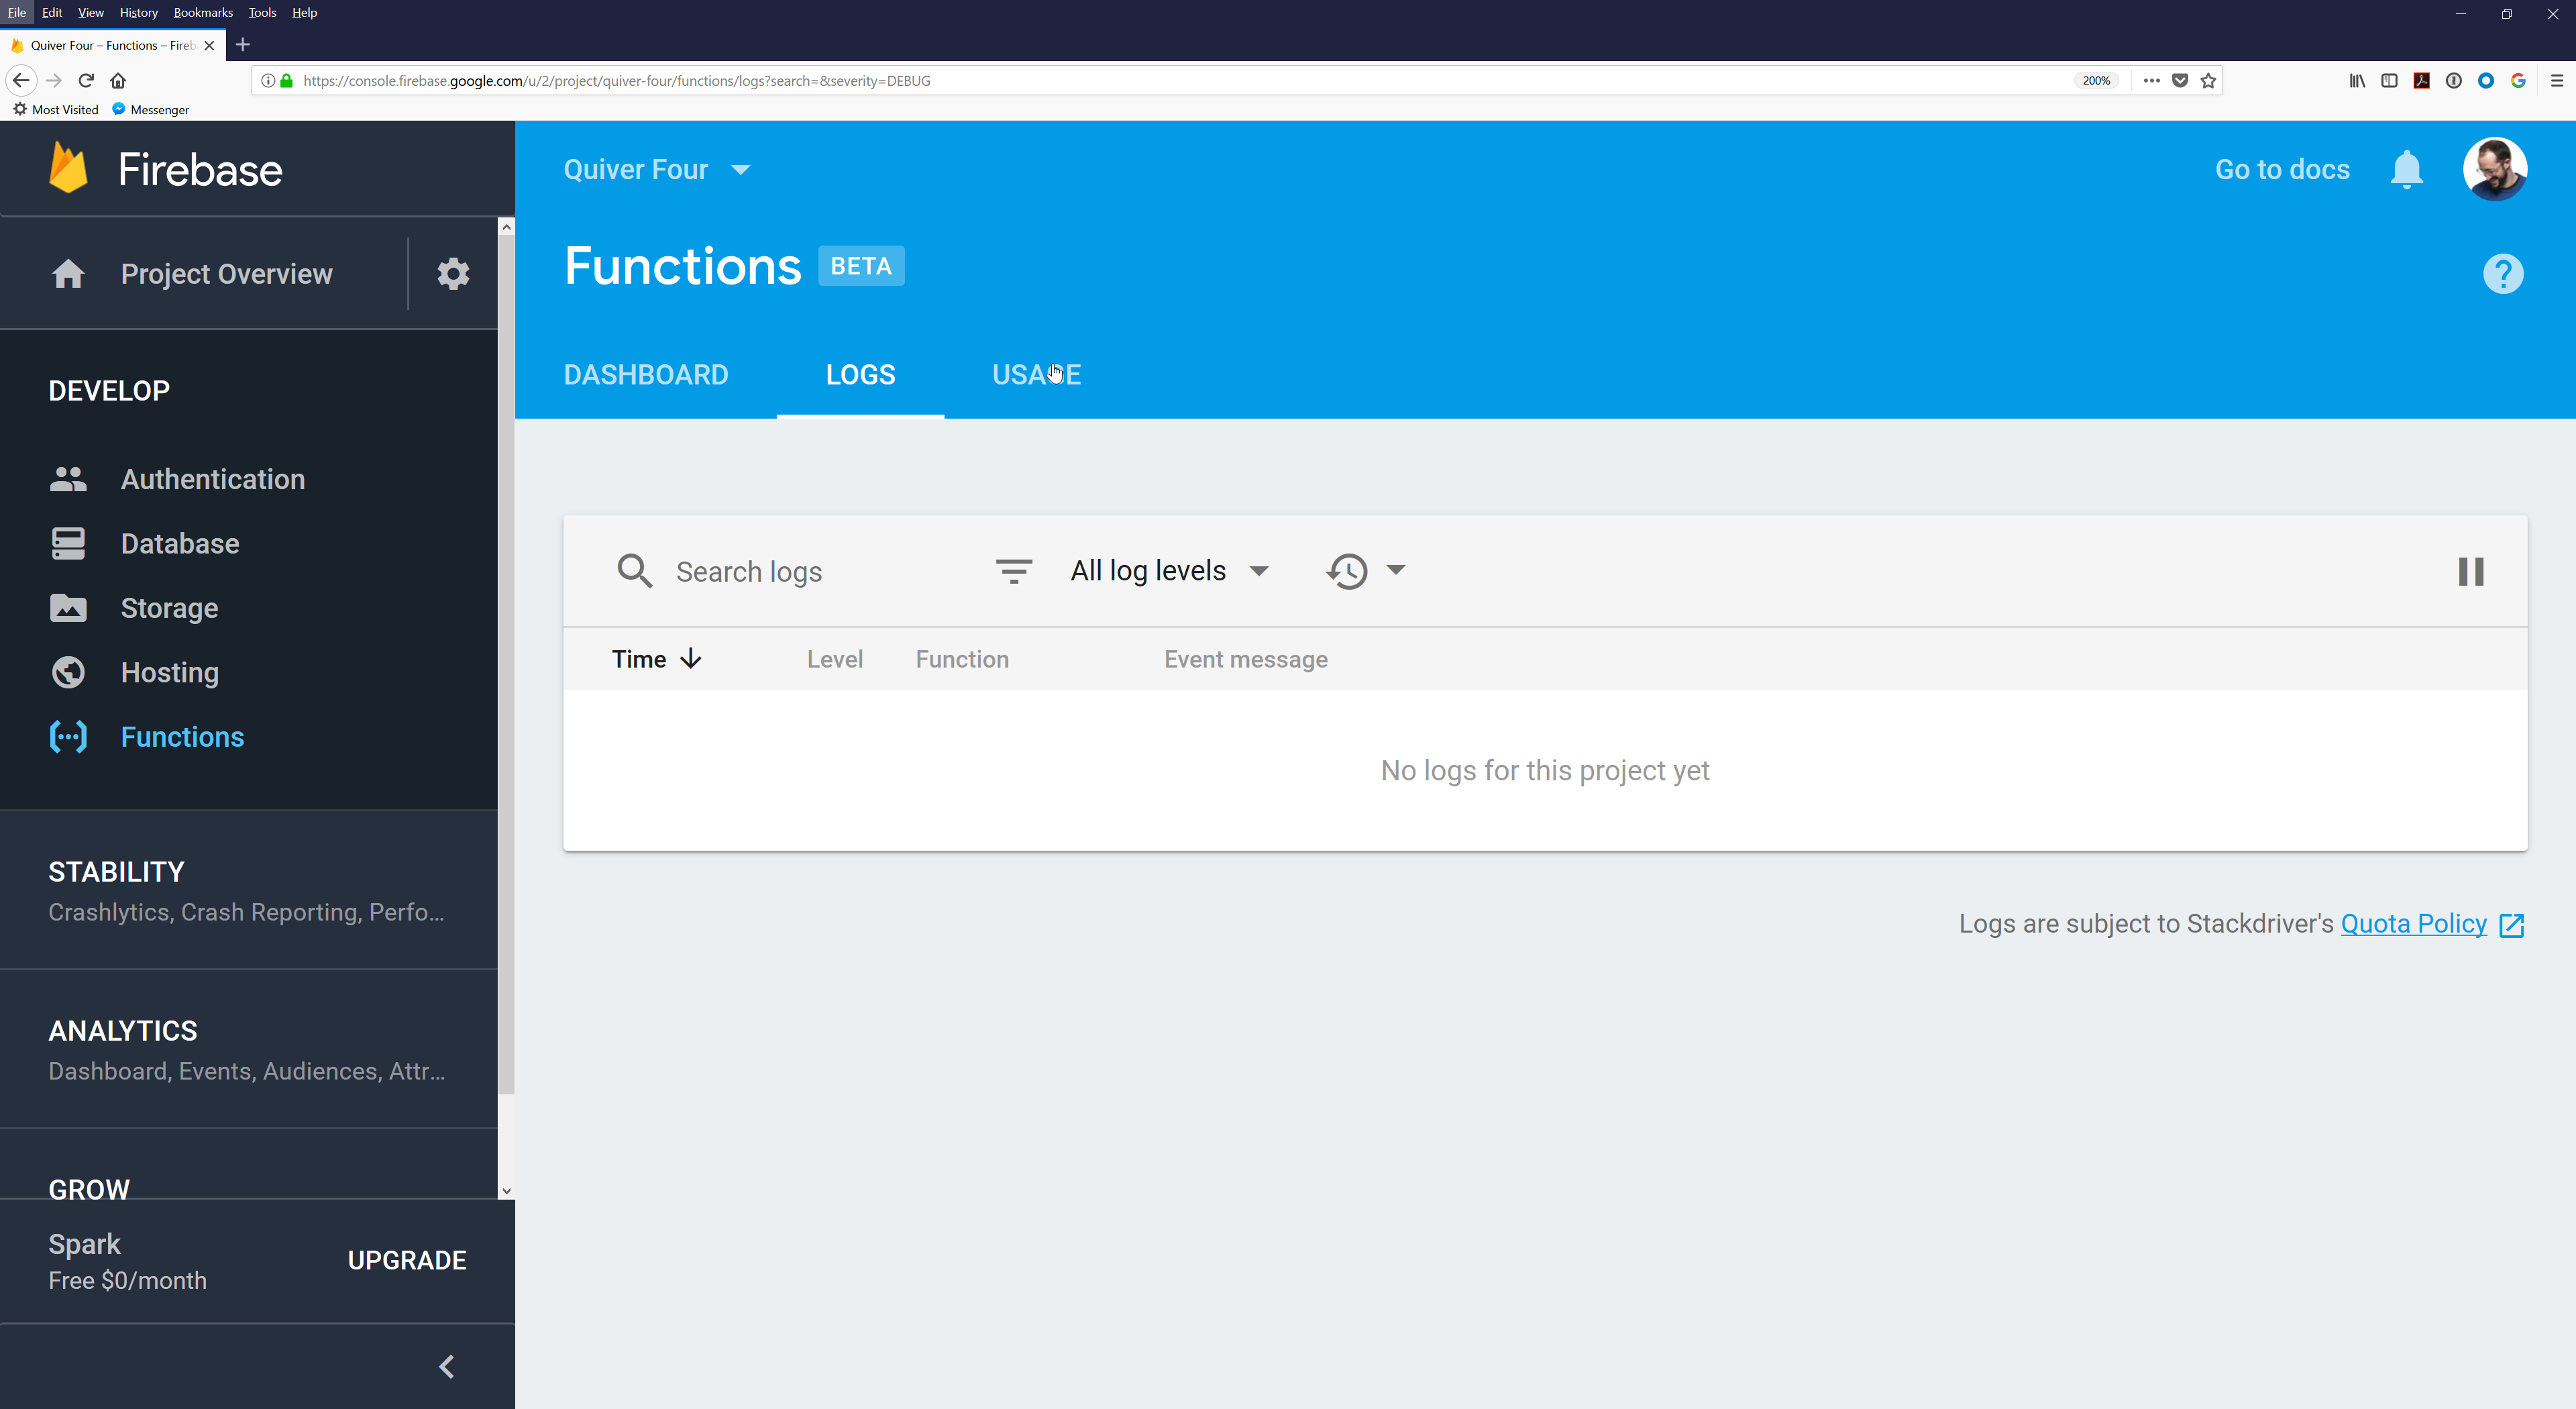 File Edit View History Bookmarks Tools Help
Quiver Four – Functions – Fireb
https://console.firebase.google.com/u/2/project/quiver-four/functions/logs?search=&severity=DEBUG
200%
Most Visited Messenger
Firebase
Quiver Four
Go to docs
Project Overview
Functions BETA
DASHBOARD LOGS USAGE
DEVELOP
Authentication
Database
Storage
Hosting
Functions
Search logs All log levels
Time Level Function Event message
No logs for this project yet
Logs are subject to Stackdriver's Quota Policy
STABILITY
Crashlytics, Crash Reporting, Perfo...
ANALYTICS
Dashboard, Events, Audiences, Attr...
GROW
Spark
Free $0/month
UPGRADE